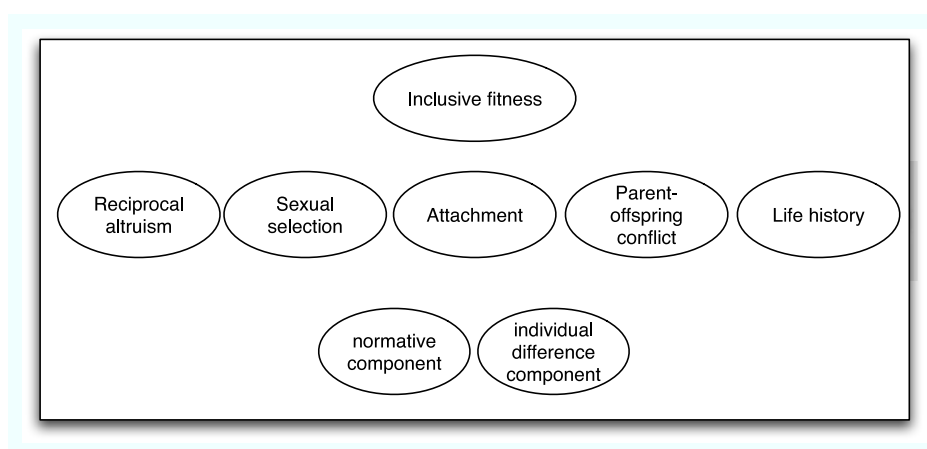 Inclusive fitness
Reciprocal
altruism
Sexual
selection
Attachment
Parent-
offspring
conflict
Life history
normative
component
individual
difference
component